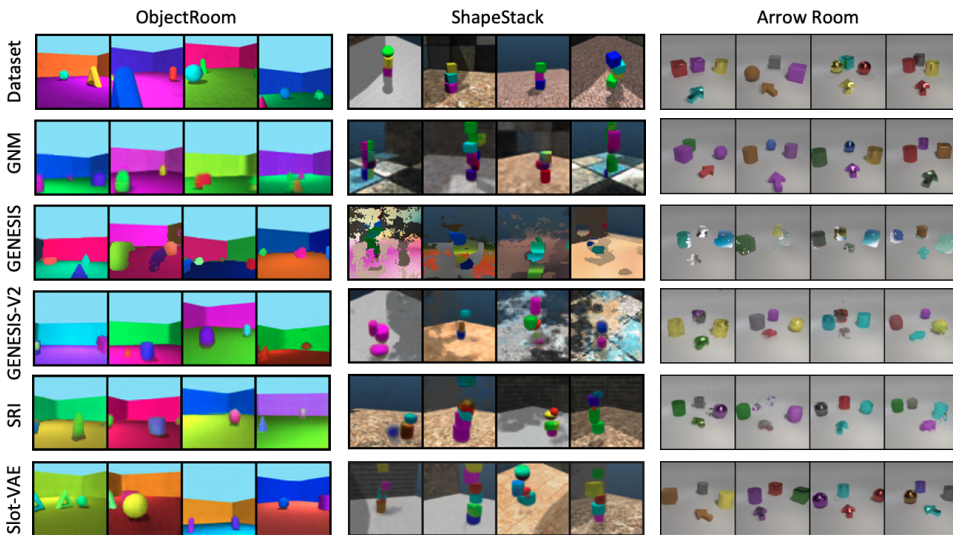 ObjectRoom ShapeStack Arrow Room
Dataset
GNM
GENESIS
GENESIS-V2
SRI
Slot-VAE